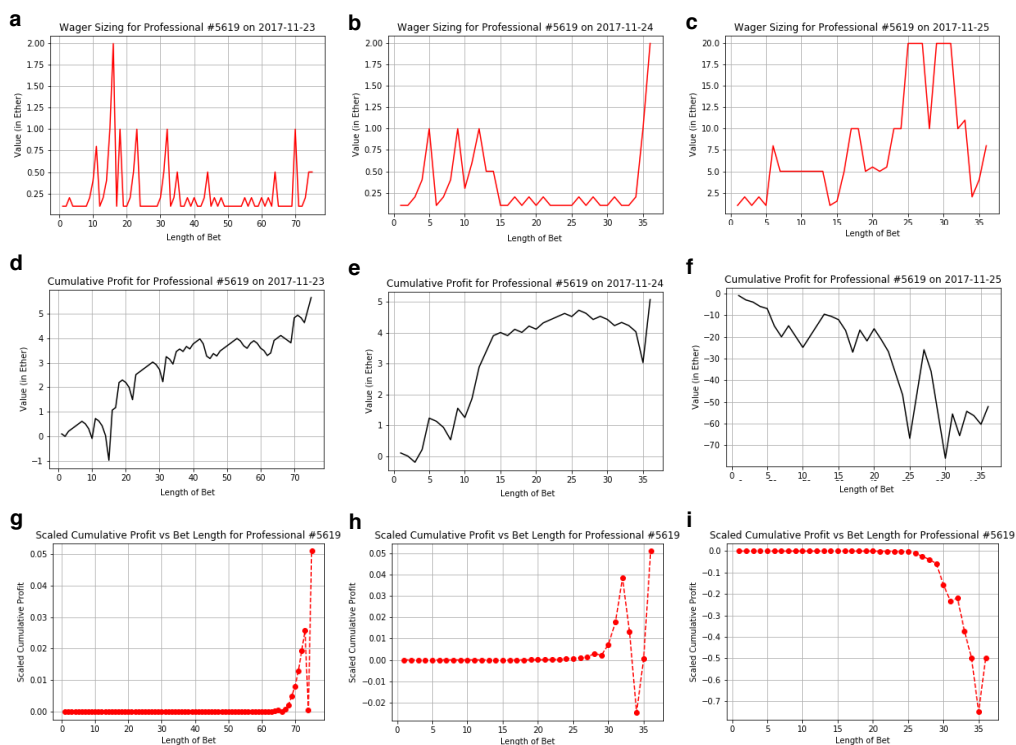 a
Wager Sizing for Professional #5619 on 2017-11-23
Value (in Ether)
2.00
1.75
1.50
1.25
1.00
0.75
0.50
0.25
0 10 20 30 40 50 60 70
Length of Bet
b
Wager Sizing for Professional #5619 on 2017-11-24
Value (in Ether)
2.00
1.75
1.50
1.25
1.00
0.75
0.50
0.25
0 5 10 15 20 25 30 35
Length of Bet
c
Wager Sizing for Professional #5619 on 2017-11-25
Value (in Ether)
20.0
17.5
15.0
12.5
10.0
7.5
5.0
2.5
0 5 10 15 20 25 30 35
Length of Bet
d
Cumulative Profit for Professional #5619 on 2017-11-23
Value (in Ether)
5
4
3
2
1
0
−1
0 10 20 30 40 50 60 70
Length of Bet
e
Cumulative Profit for Professional #5619 on 2017-11-24
Value (in Ether)
5
4
3
2
1
0
0 5 10 15 20 25 30 35
Length of Bet
f
Cumulative Profit for Professional #5619 on 2017-11-25
Value (in Ether)
0
−10
−20
−30
−40
−50
−60
−70
0 5 10 15 20 25 30 35
Length of Bet
g
Scaled Cumulative Profit vs Bet Length for Professional #5619
Scaled Cumulative Profit
0.05
0.04
0.03
0.02
0.01
0.00
0 10 20 30 40 50 60 70
Length of Bet
h
Scaled Cumulative Profit vs Bet Length for Professional #5619
Scaled Cumulative Profit
0.05
0.04
0.03
0.02
0.01
0.00
−0.01
−0.02
0 5 10 15 20 25 30 35
Length of Bet
i
Scaled Cumulative Profit vs Bet Length for Professional #5619
Scaled Cumulative Profit
0.0
−0.1
−0.2
−0.3
−0.4
−0.5
−0.6
−0.7
0 5 10 15 20 25 30 35
Length of Bet